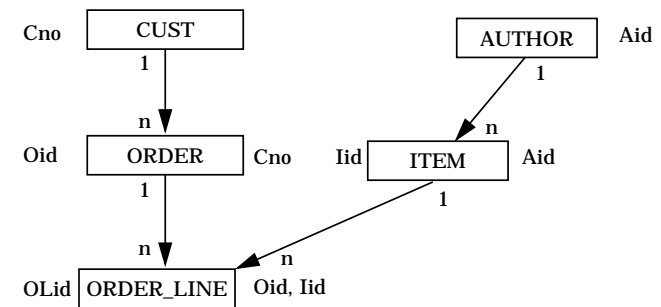 Cno CUST AUTHOR Aid
1 1
n n
Oid ORDER Cno Iid ITEM Aid
1 1
n n
OLid ORDER_LINE Oid, Iid